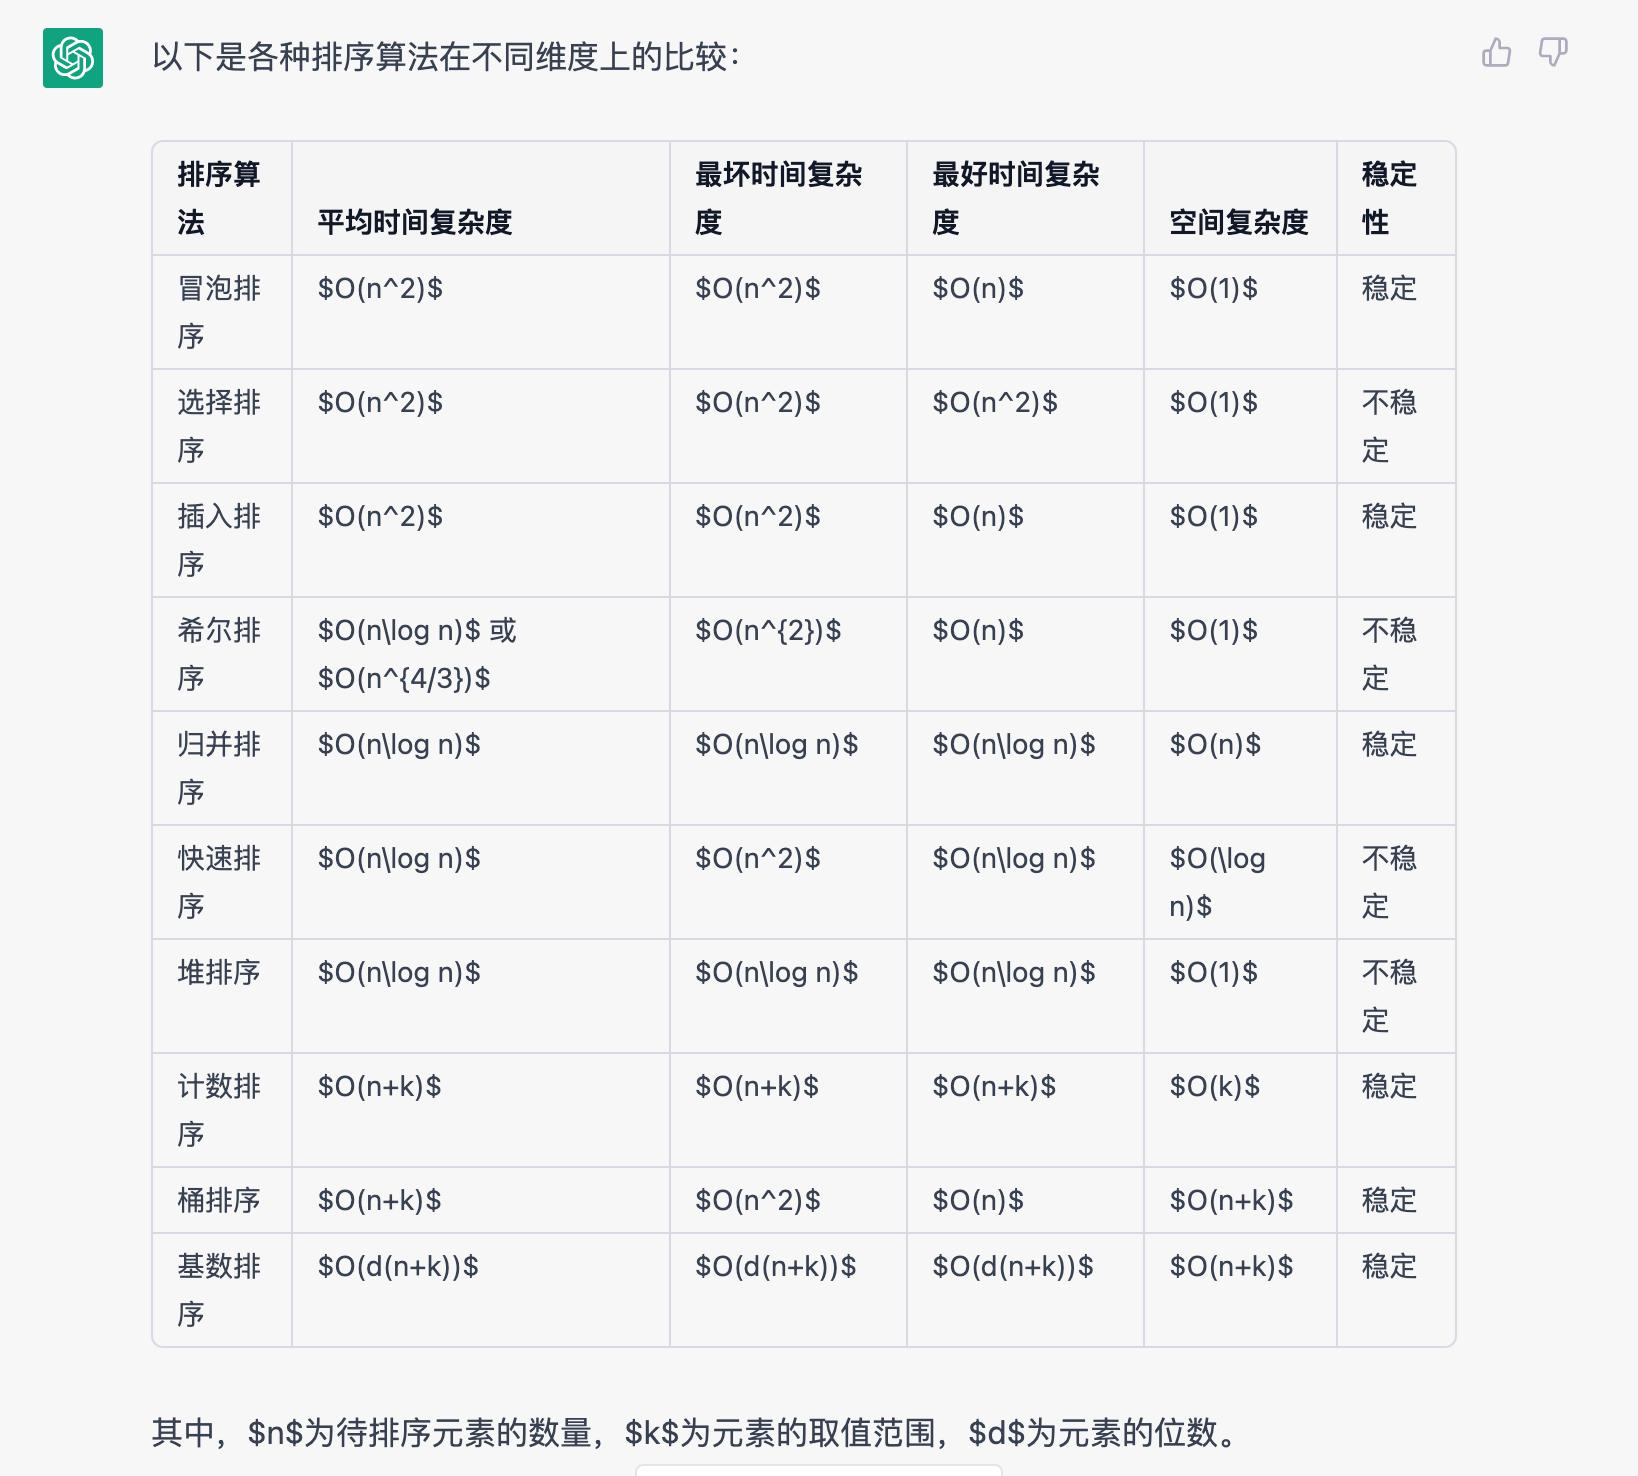 以下是各种排序算法在不同维度上的比较：
排序算法 平均时间复杂度 最坏时间复杂度 最好时间复杂度 空间复杂度 稳定性
冒泡排序 $O(n^2)$ $O(n^2)$ $O(n)$ $O(1)$ 稳定
选择排序 $O(n^2)$ $O(n^2)$ $O(n^2)$ $O(1)$ 不稳定
插入排序 $O(n^2)$ $O(n^2)$ $O(n)$ $O(1)$ 稳定
希尔排序 $O(n\log n)$ 或 $O(n^{4/3})$ $O(n^{2})$ $O(n)$ $O(1)$ 不稳定
归并排序 $O(n\log n)$ $O(n\log n)$ $O(n\log n)$ $O(n)$ 稳定
快速排序 $O(n\log n)$ $O(n^2)$ $O(n\log n)$ $O(\log n)$ 不稳定
堆排序 $O(n\log n)$ $O(n\log n)$ $O(n\log n)$ $O(1)$ 不稳定
计数排序 $O(n+k)$ $O(n+k)$ $O(n+k)$ $O(k)$ 稳定
桶排序 $O(n+k)$ $O(n^2)$ $O(n)$ $O(n+k)$ 稳定
基数排序 $O(d(n+k))$ $O(d(n+k))$ $O(d(n+k))$ $O(n+k)$ 稳定
其中，$n$为待排序元素的数量，$k$为元素的取值范围，$d$为元素的位数。